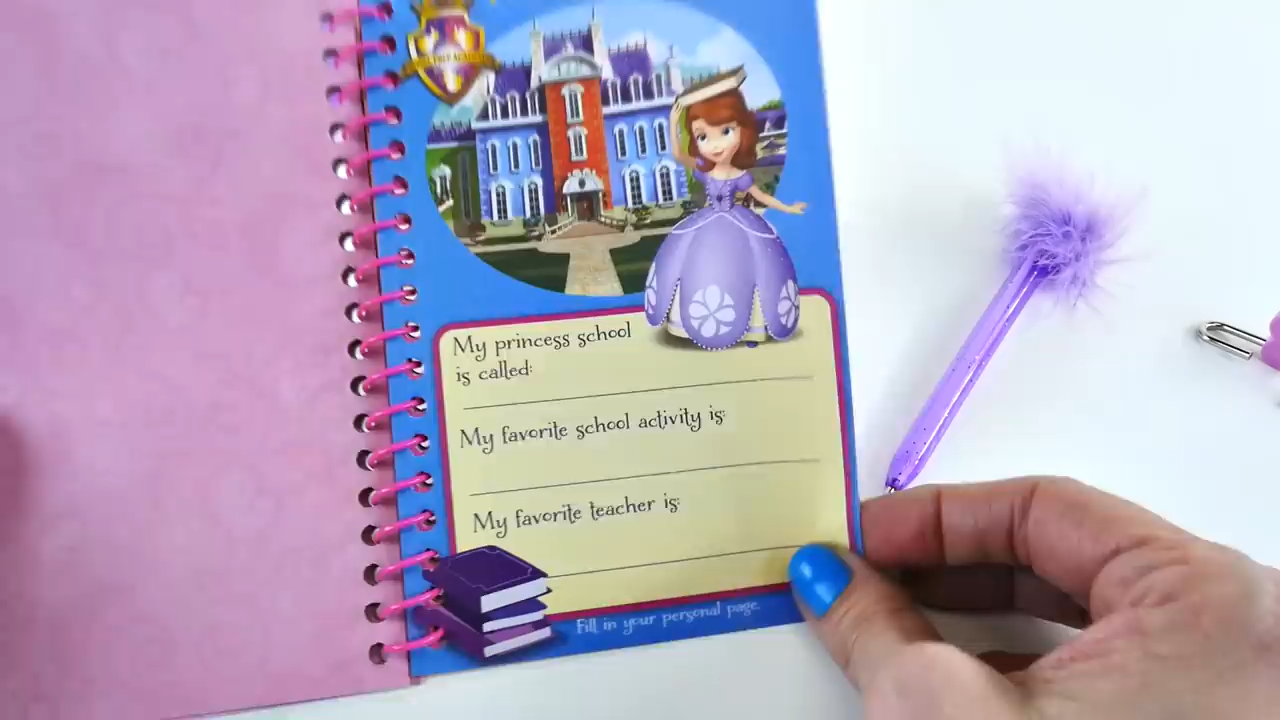 My princess school
is called:
My favorite school activity is:
My favorite teacher is:
Fill in your personal page.